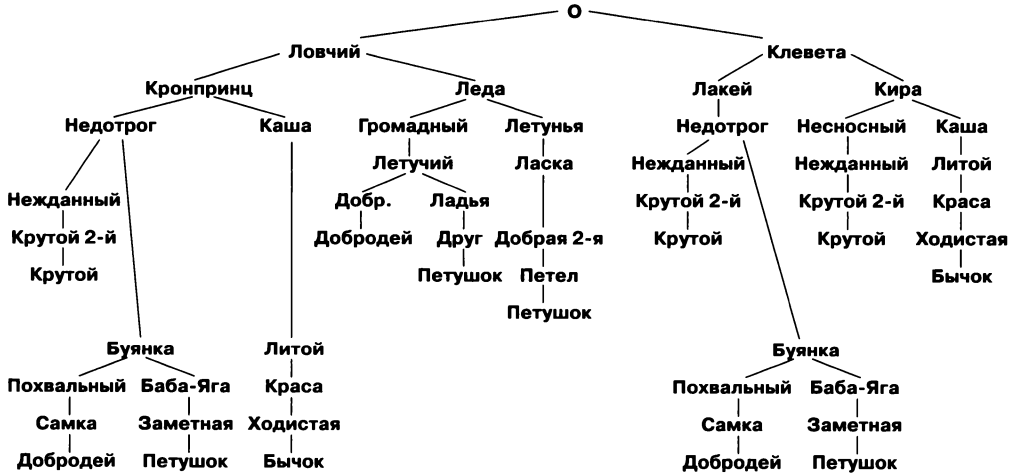 О
Ловчий Клевета
Кронпринц Леда Лакей Кира
Недотрог Каша Громадный Летунья Недотрог Несносный Каша
Летучий Ласка Нежданный Нежданный Литой
Нежданный Добр. Ладья Крутой 2-й Крутой 2-й Краса
Крутой 2-й Добродей Друг Добрая 2-я Крутой Крутой Ходистая
Крутой Петушок Петел Бычок
Петушок
Буянка Литой Буянка
Похвальный Баба-Яга Краса Похвальный Баба-Яга
Самка Заметная Ходистая Самка Заметная
Добродей Петушок Бычок Добродей Петушок